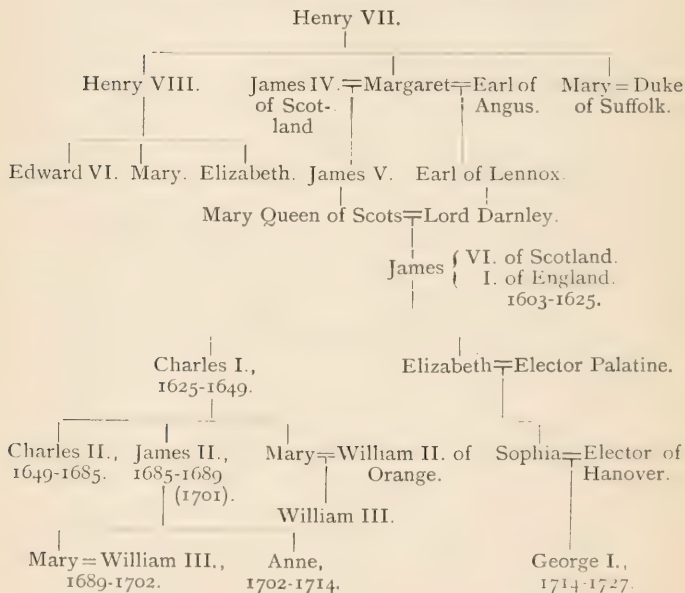 Henry VII.
Henry VIII. James IV.=Margaret=Earl of Mary=Duke
of Scot- Angus. of Suffolk.
land
Edward VI. Mary. Elizabeth. James V. Earl of Lennox.
Mary Queen of Scots=Lord Darnley.
James { VI. of Scotland.
I. of England.
1603-1625.
Charles I., Elizabeth=Elector Palatine.
1625-1649.
Charles II., James II., Mary=William II. of Sophia=Elector of
1649-1685. 1685-1689 Orange. Hanover.
(1701).
William III.
Mary=William III., Anne, George I.,
1689-1702. 1702-1714. 1714-1727.